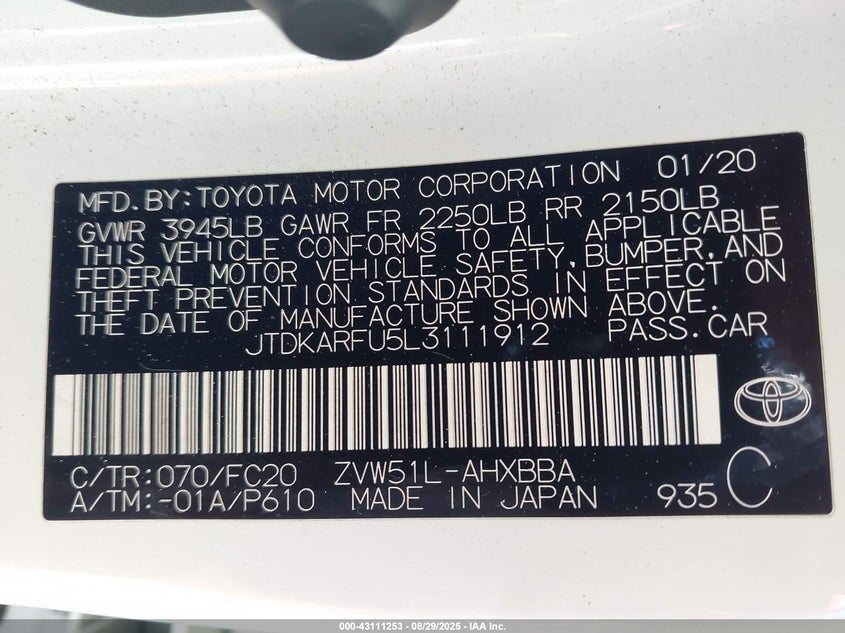 MFD. BY: TOYOTA MOTOR CORPORATION 01/20
GVWR 3945LB GAWR FR 2250LB RR 2150LB
THIS VEHICLE CONFORMS TO ALL APPLICABLE
FEDERAL MOTOR VEHICLE SAFETY, BUMPER, AND
THEFT PREVENTION STANDARDS IN EFFECT ON
THE DATE OF MANUFACTURE SHOWN ABOVE.
JTDKARFU5L3111912 PASS. CAR
C/TR:070/FC20 ZVW51L-AHXBBA
A/TM:-01A/P610 MADE IN JAPAN 935 C
000-43111253 - 08/29/2025 - IAA Inc.